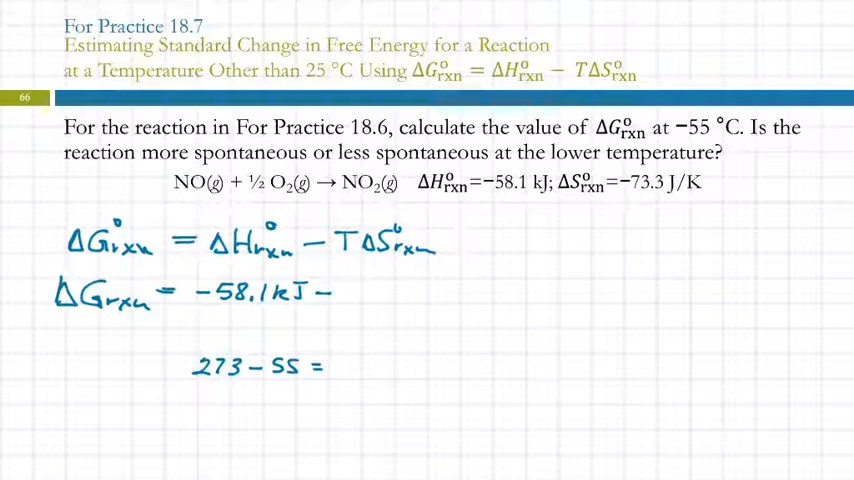 For Practice 18.7
Estimating Standard Change in Free Energy for a Reaction
at a Temperature Other than 25 °C Using ΔG°rxn = ΔH°rxn − TΔS°rxn
66
For the reaction in For Practice 18.6, calculate the value of ΔG°rxn at −55 °C. Is the
reaction more spontaneous or less spontaneous at the lower temperature?
NO(g) + ½ O₂(g) → NO₂(g) ΔH°rxn=−58.1 kJ; ΔS°rxn=−73.3 J/K
ΔG°rxn = ΔH°rxn − TΔS°rxn
ΔGrxn = −58.1kJ −
273 − 55 =